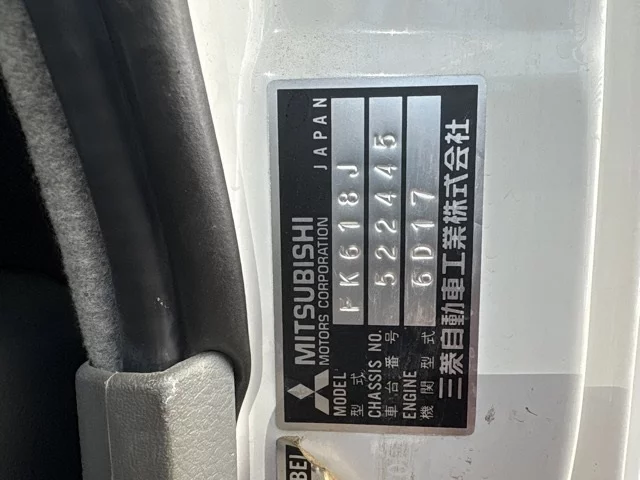 MITSUBISHI
MOTORS CORPORATION JAPAN
MODEL FK618J
型式
CHASSIS NO. 522445
車台番号
ENGINE 6D17
機関型式
三菱自動車工業株式会社
BEL